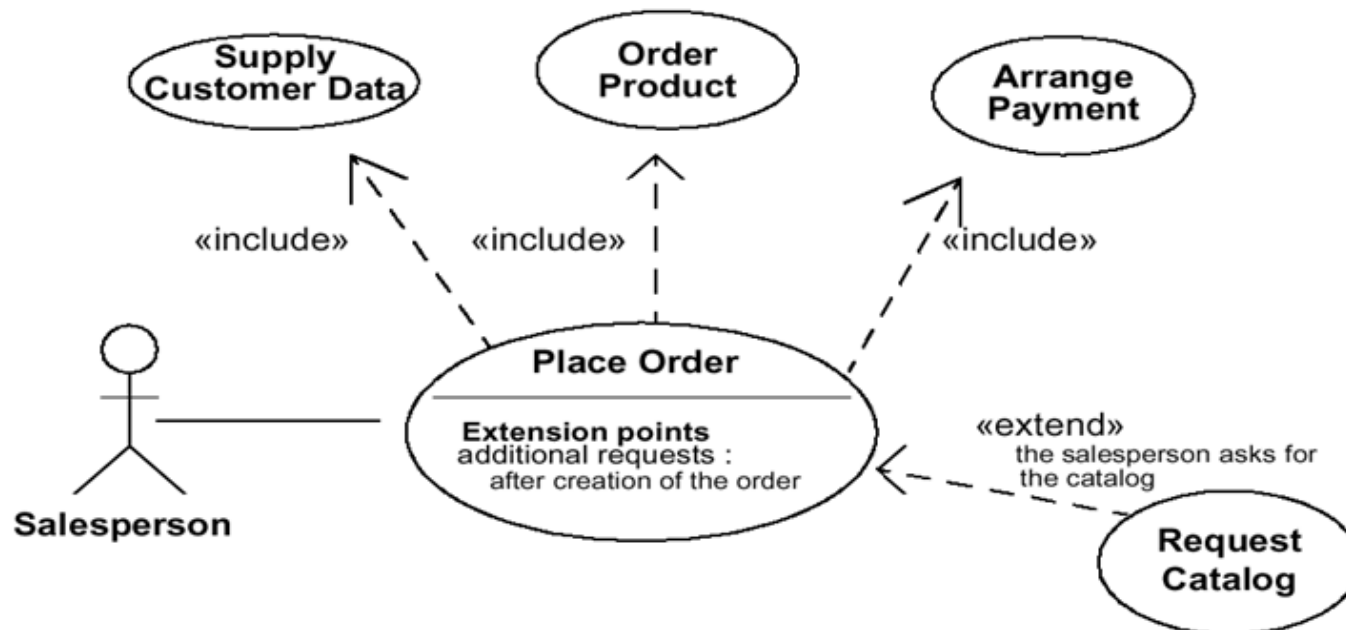 Supply
Customer Data
Order
Product
Arrange
Payment
«include»
«include»
«include»
Place Order
Extension points
additional requests :
after creation of the order
«extend»
the salesperson asks for
the catalog
Salesperson
Request
Catalog